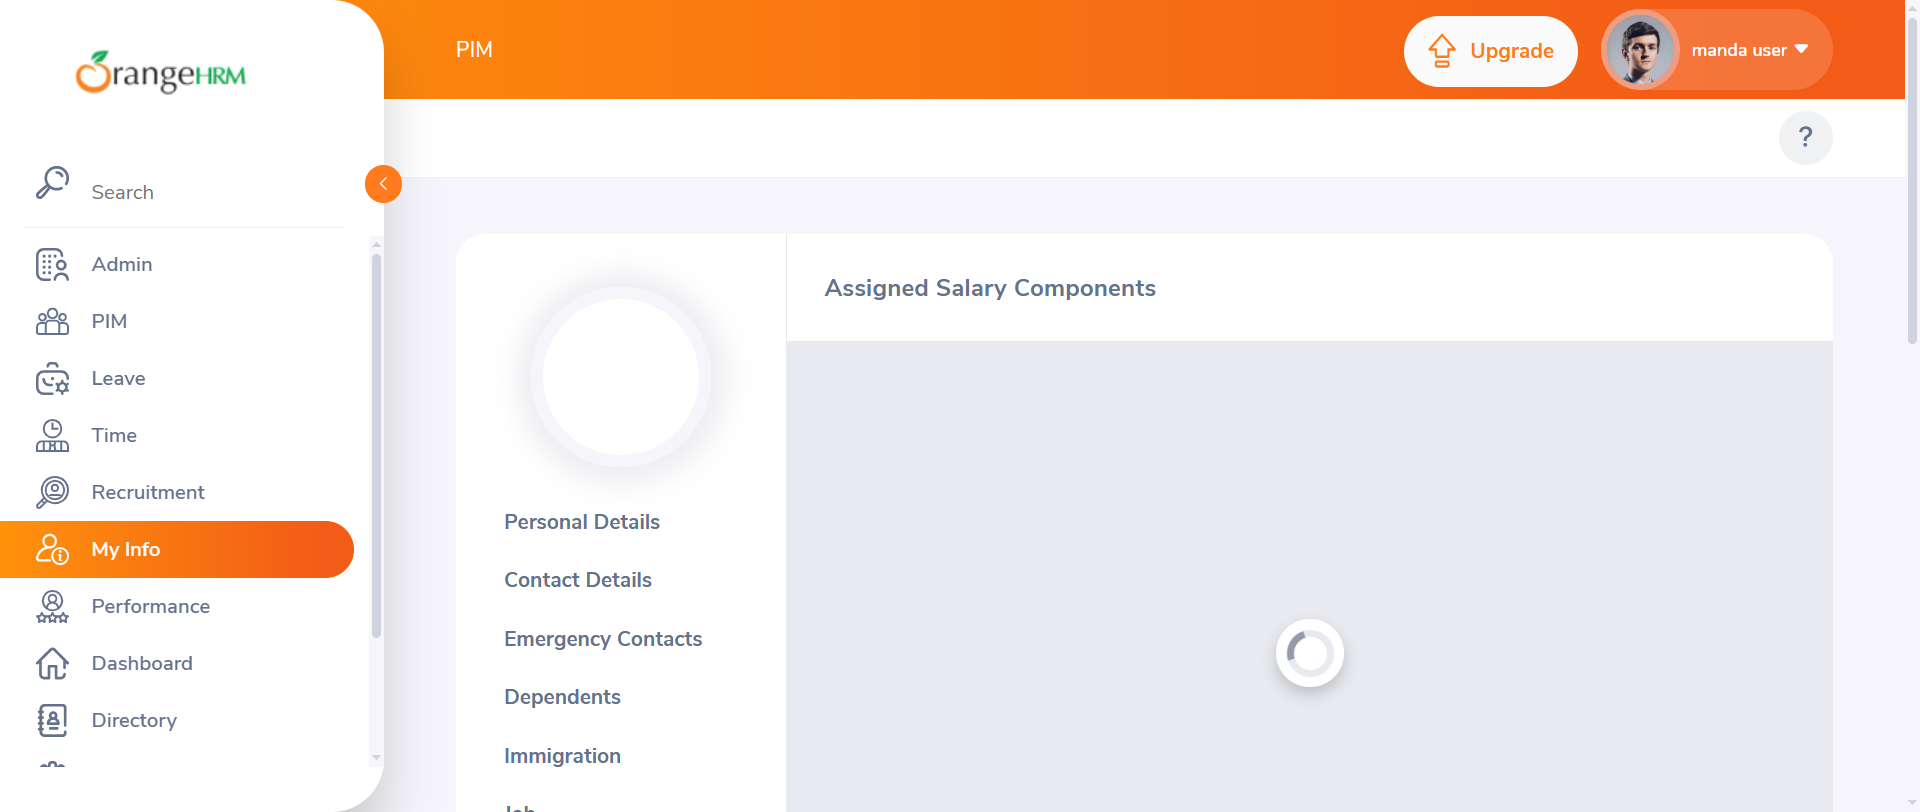 OrangeHRM
Search
Admin
PIM
Leave
Time
Recruitment
My Info
Performance
Dashboard
Directory
PIM
Upgrade
manda user
?
Assigned Salary Components
Personal Details
Contact Details
Emergency Contacts
Dependents
Immigration
Job